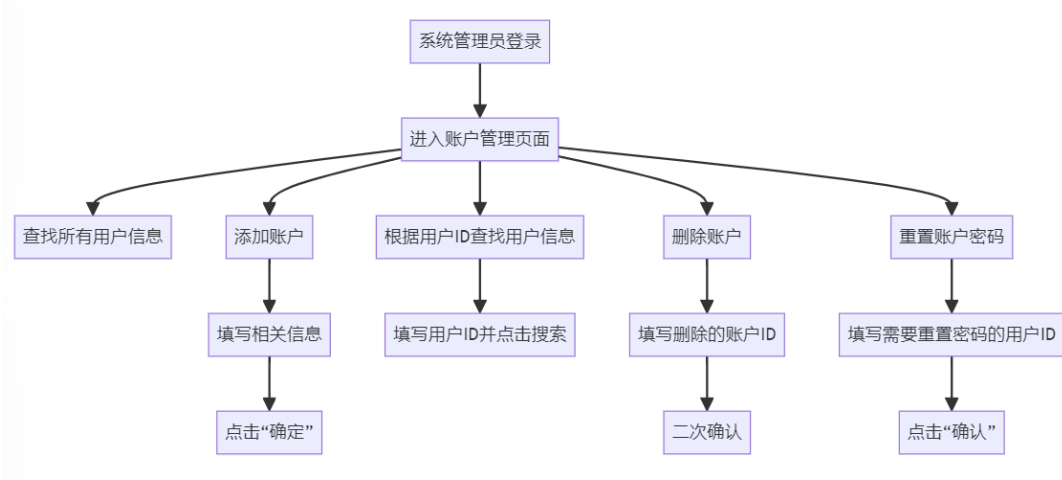 系统管理员登录
进入账户管理页面
查找所有用户信息
添加账户
根据用户ID查找用户信息
删除账户
重置账户密码
填写相关信息
填写用户ID并点击搜索
填写删除的账户ID
填写需要重置密码的用户ID
点击“确定”
二次确认
点击“确认”